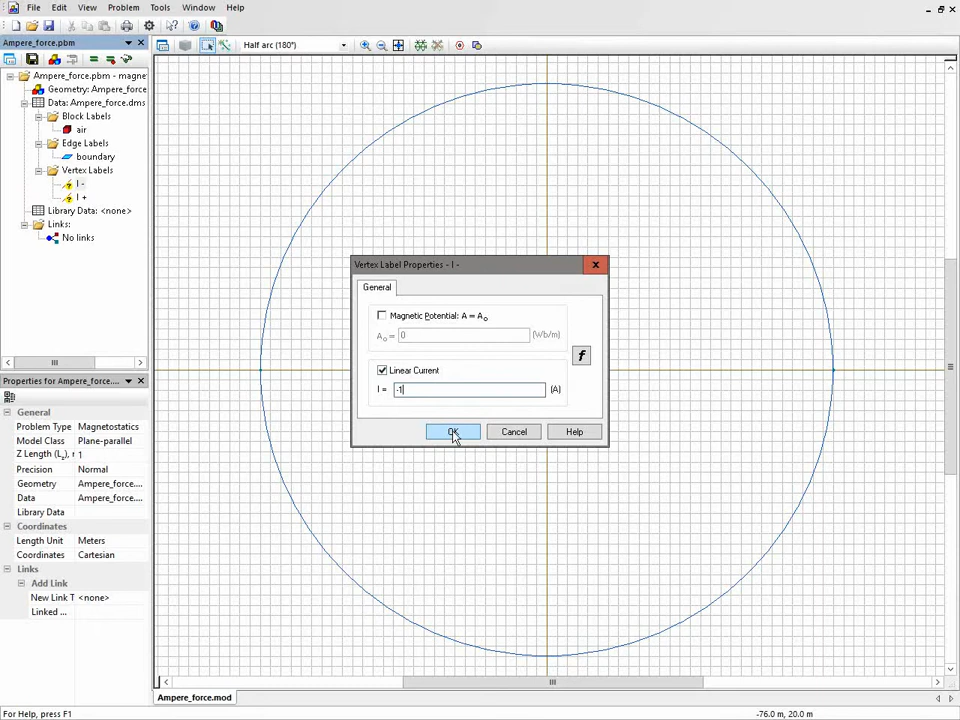 File Edit View Problem Tools Window Help
Ampere_force.pbm
Half arc (180°)
Ampere_force.pbm - magne
Geometry: Ampere_force
Data: Ampere_force.dms
Block Labels
air
Edge Labels
boundary
Vertex Labels
I -
I +
Library Data: <none>
Links:
No links
Vertex Label Properties - I -
General
Magnetic Potential: A = A₀
A₀ = 0 (Wb/m)
f
Linear Current
I = -1 (A)
OK Cancel Help
Properties for Ampere_force....
General
Problem Type Magnetostatics
Model Class Plane-parallel
Z Length (L₂), r 1
Precision Normal
Geometry Ampere_force....
Data Ampere_force....
Library Data
Coordinates
Length Unit Meters
Coordinates Cartesian
Links
Add Link
New Link T <none>
Linked ...
Ampere_force.mod
For Help, press F1
-76.0 m, 20.0 m